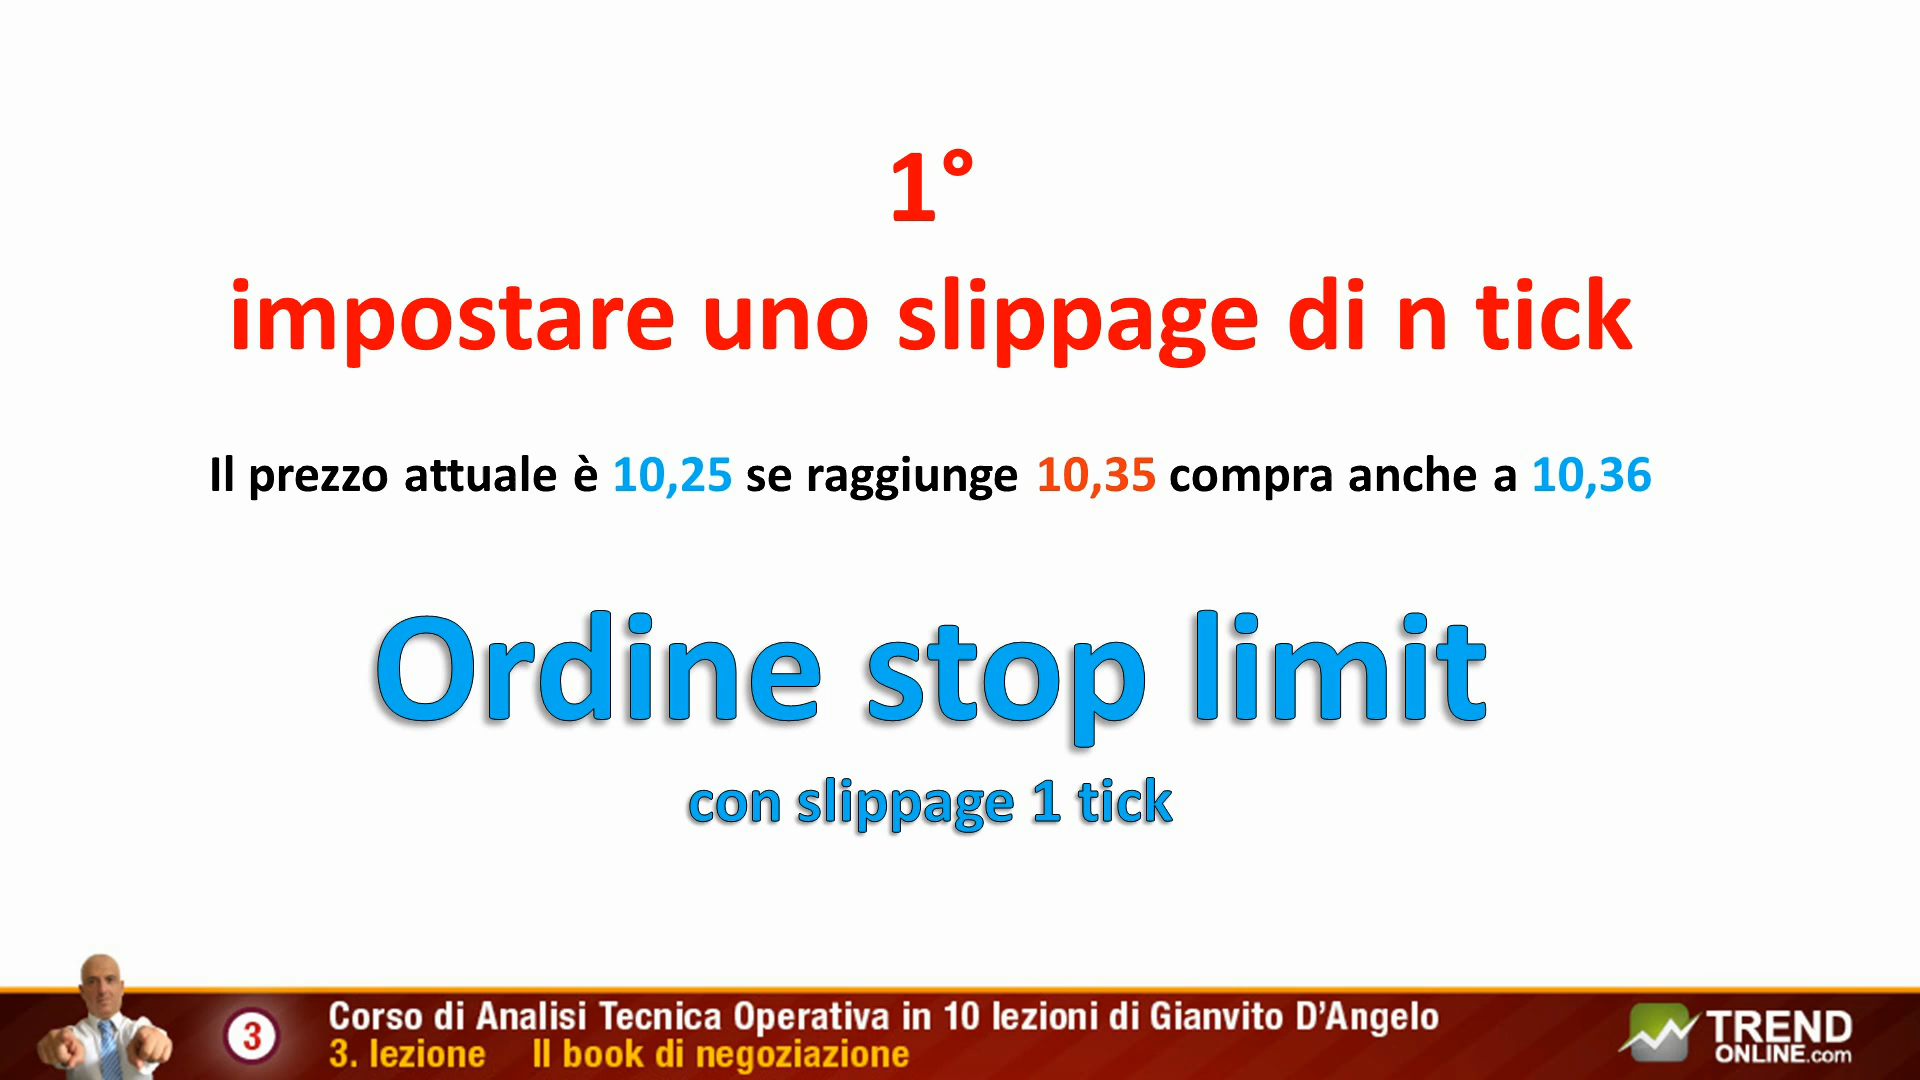 1°
impostare uno slippage di n tick
Il prezzo attuale è 10,25 se raggiunge 10,35 compra anche a 10,36
Ordine stop limit
con slippage 1 tick
3
Corso di Analisi Tecnica Operativa in 10 lezioni di Gianvito D'Angelo
3. lezione Il book di negoziazione
TREND
ONLINE.com